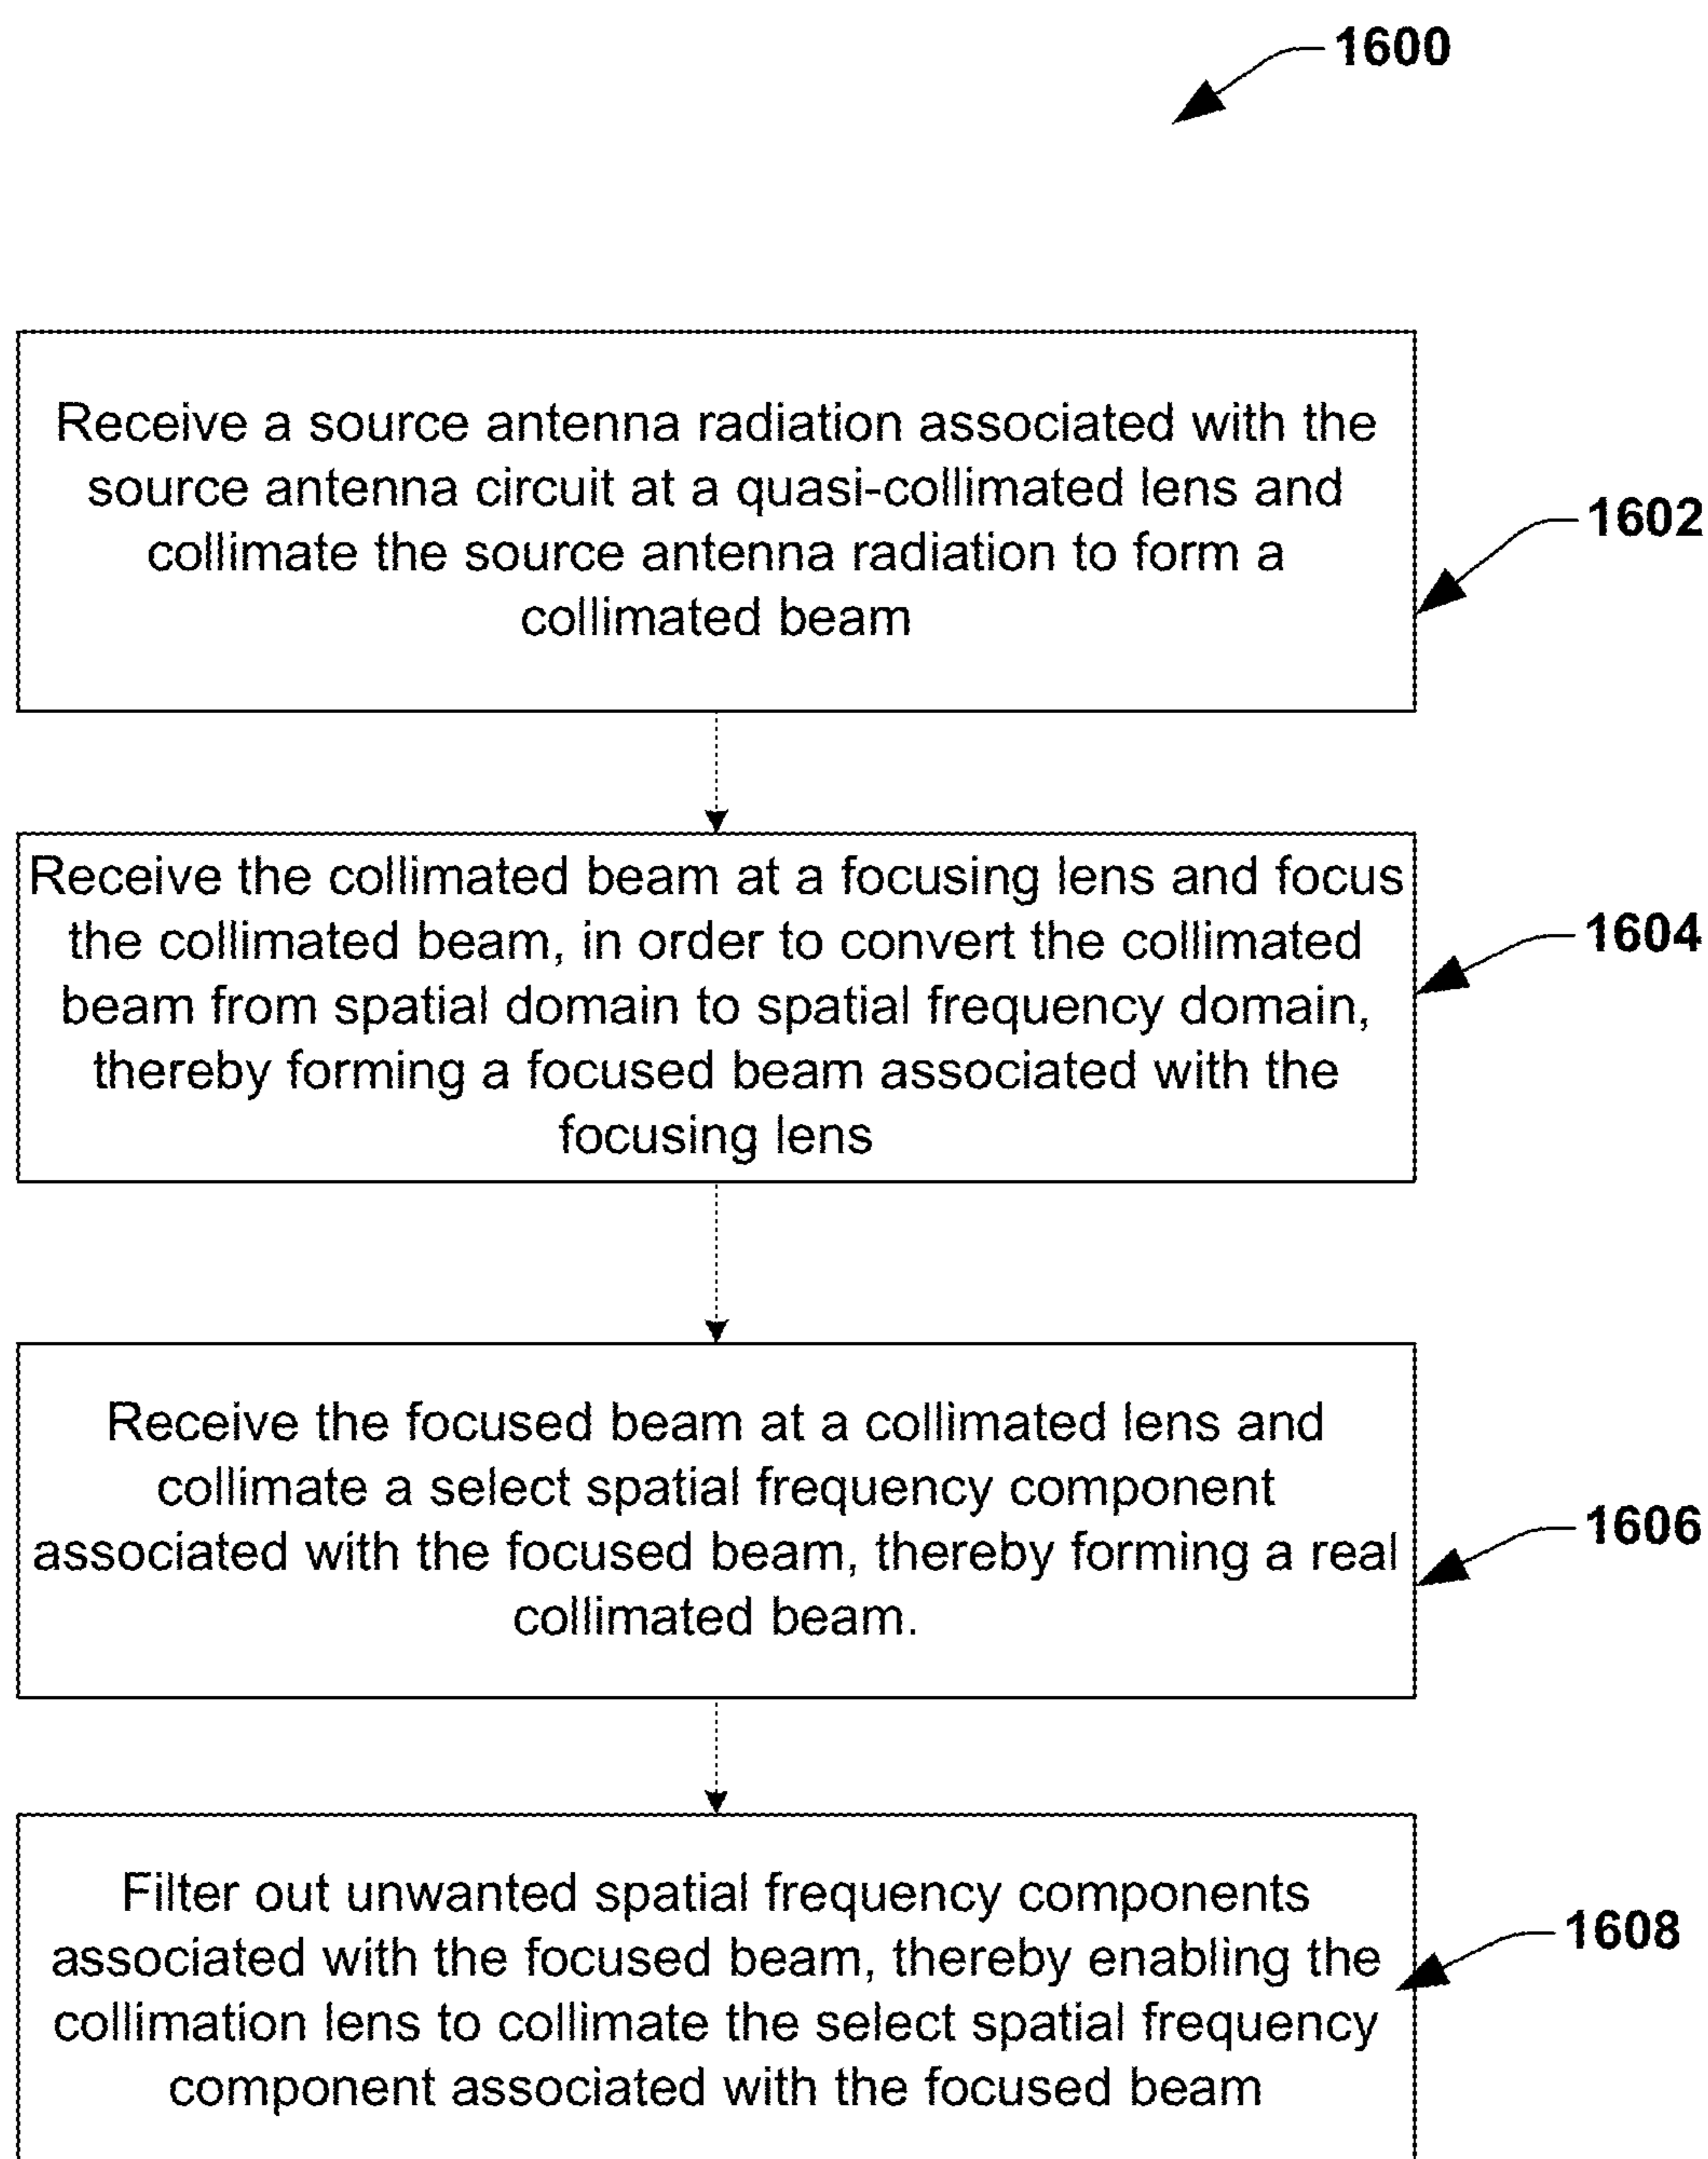 1600
Receive a source antenna radiation associated with the
source antenna circuit at a quasi-collimated lens and
collimate the source antenna radiation to form a
collimated beam
1602
Receive the collimated beam at a focusing lens and focus
the collimated beam, in order to convert the collimated
beam from spatial domain to spatial frequency domain,
thereby forming a focused beam associated with the
focusing lens
1604
Receive the focused beam at a collimated lens and
collimate a select spatial frequency component
associated with the focused beam, thereby forming a real
collimated beam.
1606
Filter out unwanted spatial frequency components
associated with the focused beam, thereby enabling the
collimation lens to collimate the select spatial frequency
component associated with the focused beam
1608